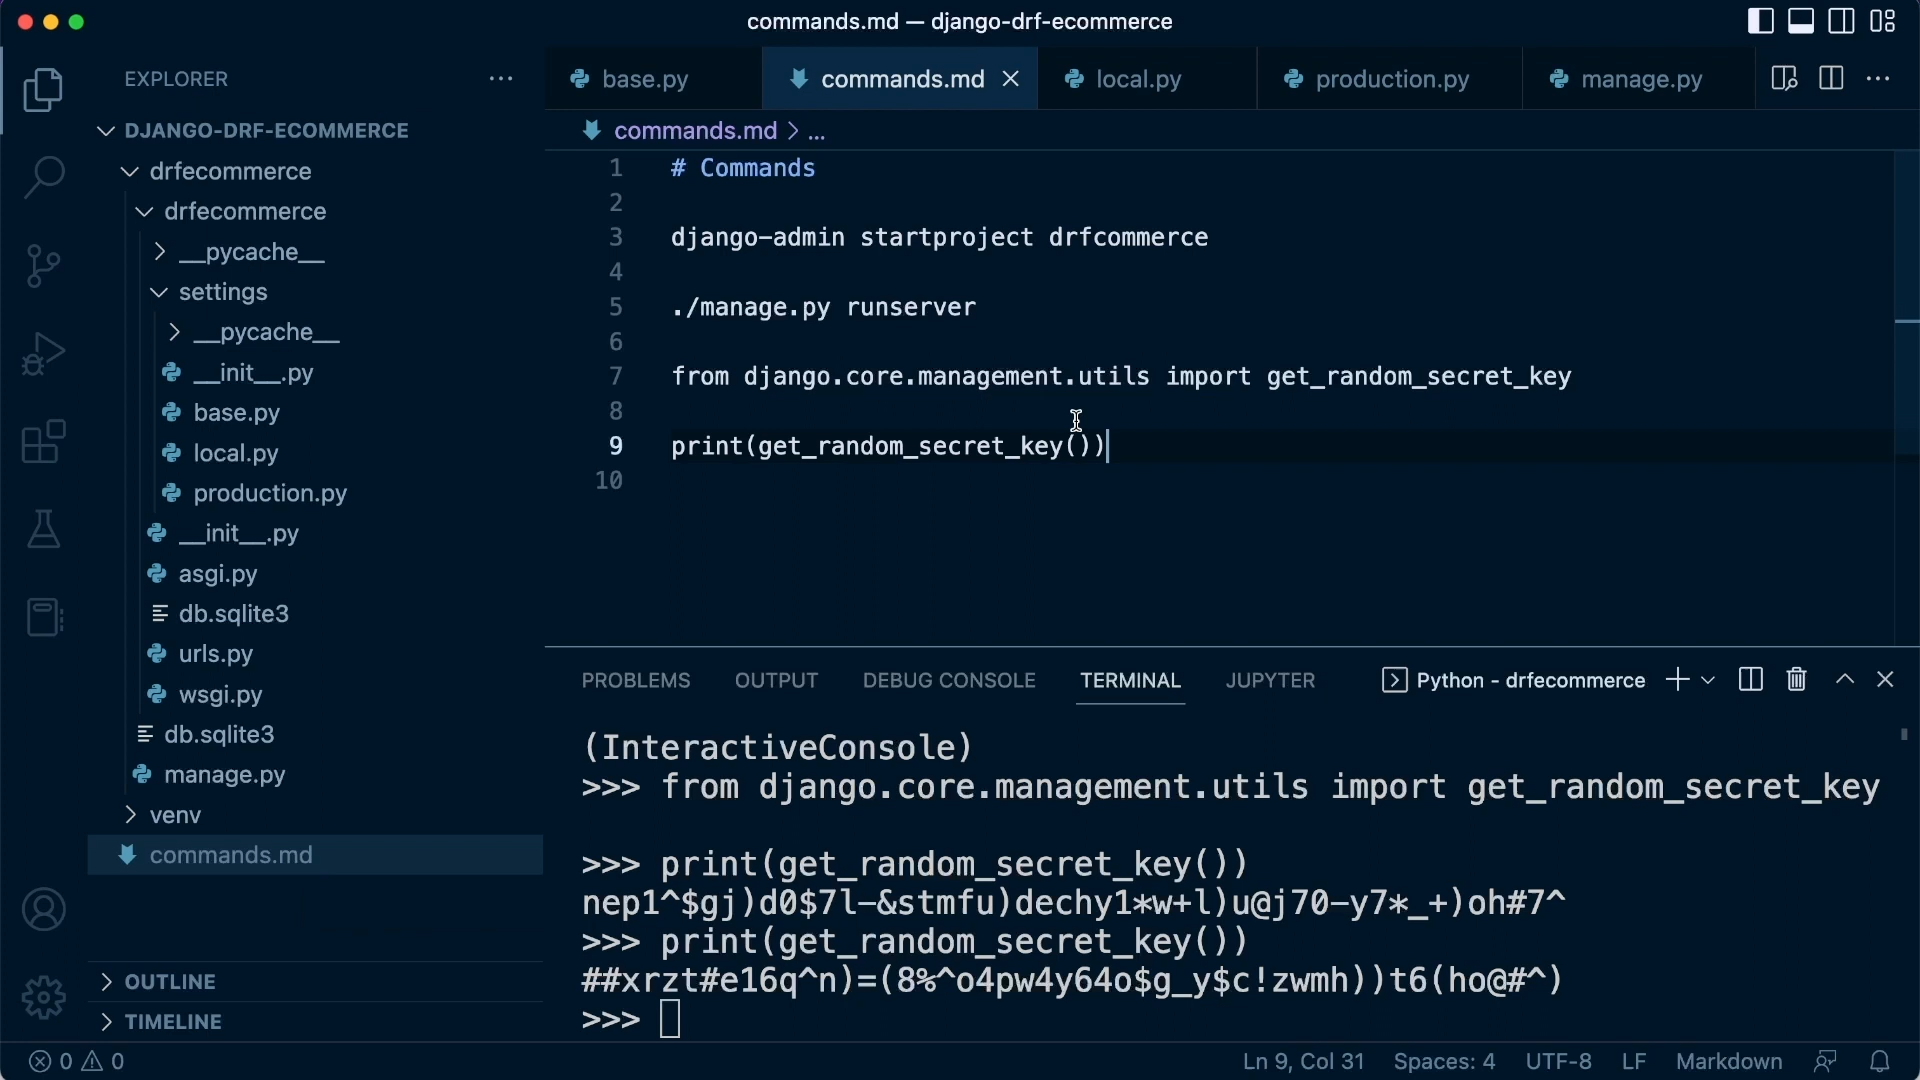 commands.md — django-drf-ecommerce
EXPLORER
DJANGO-DRF-ECOMMERCE
drfecommerce
drfecommerce
__pycache__
settings
__pycache__
__init__.py
base.py
local.py
production.py
__init__.py
asgi.py
db.sqlite3
urls.py
wsgi.py
db.sqlite3
manage.py
venv
commands.md
OUTLINE
TIMELINE
base.py commands.md local.py production.py manage.py
commands.md > ...
1 # Commands
2
3 django-admin startproject drfcommerce
4
5 ./manage.py runserver
6
7 from django.core.management.utils import get_random_secret_key
8
9 print(get_random_secret_key())
10
PROBLEMS OUTPUT DEBUG CONSOLE TERMINAL JUPYTER Python - drfecommerce
(InteractiveConsole)
>>> from django.core.management.utils import get_random_secret_key
>>> print(get_random_secret_key())
nep1^$gj)d0$7l-&stmfu)dechy1*w+l)u@j70-y7*_+)oh#7^
>>> print(get_random_secret_key())
##xrzt#e16q^n)=(8%^o4pw4y64o$g_y$c!zwmh))t6(ho@#^)
>>>
0 0 Ln 9, Col 31 Spaces: 4 UTF-8 LF Markdown